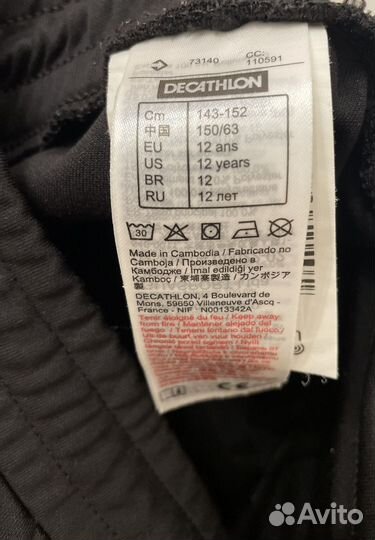 73140
CC: 110591
DECATHLON
Cm 143-152
中国 150/63
EU 12 ans
US 12 years
BR 12
RU 12 лет
30
Made in Cambodia / Fabricado no
Camboja / Произведено в
Камбодже / Imal edildiği yer
Kamboç / 柬埔寨製造 / カンボジア
製
DECATHLON, 4 Boulevard de
Mons, 59650 Villeneuve d'Ascq -
France - NIF : N0013342A
Tenir éloigné du feu / Keep away
from fire / Mantener alejado del
fuego / Tenere lontano dal fuoco /
Avito